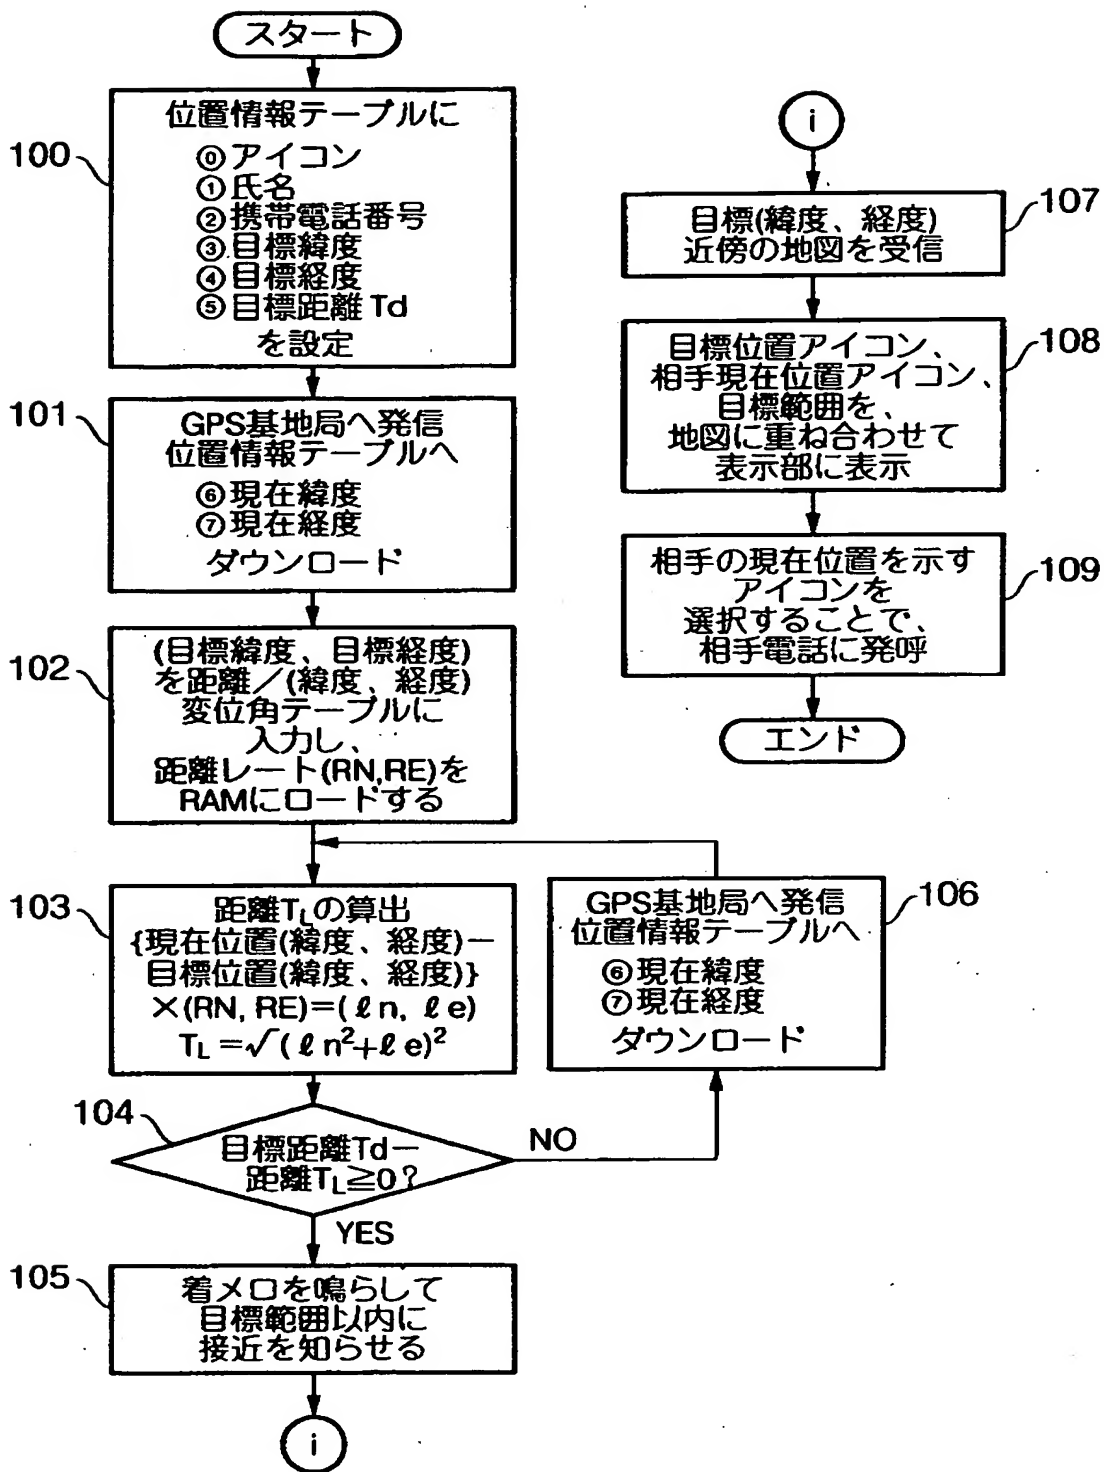 スタート
100
位置情報テーブルに
⓪アイコン
①氏名
②携帯電話番号
③目標緯度
④目標経度
⑤目標距離Td
を設定
101
GPS基地局へ発信
位置情報テーブルへ
⑥現在緯度
⑦現在経度
ダウンロード
102
(目標緯度、目標経度)
を距離／(緯度、経度)
変位角テーブルに
入力し、
距離レート(RN,RE)を
RAMにロードする
103
距離TLの算出
{現在位置(緯度、経度)－
目標位置(緯度、経度)}
×(RN, RE)=(ℓn, ℓe)
TL=√(ℓn²+ℓe)²
104
目標距離Td－
距離TL≧0?
NO
YES
106
GPS基地局へ発信
位置情報テーブルへ
⑥現在緯度
⑦現在経度
ダウンロード
105
着メロを鳴らして
目標範囲以内に
接近を知らせる
i
i
107
目標(緯度、経度)
近傍の地図を受信
108
目標位置アイコン、
相手現在位置アイコン、
目標範囲を、
地図に重ね合わせて
表示部に表示
109
相手の現在位置を示す
アイコンを
選択することで、
相手電話に発呼
エンド